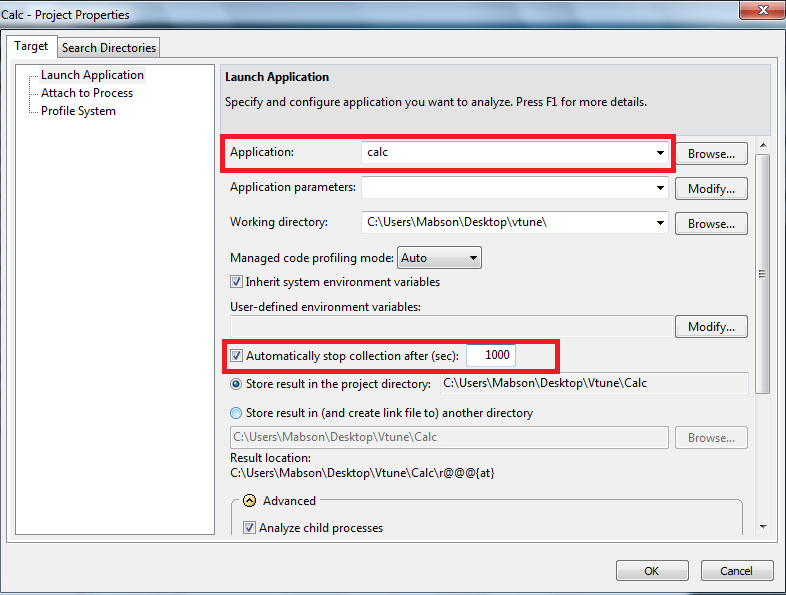 Calc - Project Properties
Target Search Directories
Launch Application
Attach to Process
Profile System
Launch Application
Specify and configure application you want to analyze. Press F1 for more details.
Application: calc Browse...
Application parameters: Modify...
Working directory: C:\Users\Mabson\Desktop\vtune\ Browse...
Managed code profiling mode: Auto
Inherit system environment variables
User-defined environment variables:
Modify...
Automatically stop collection after (sec): 1000
Store result in the project directory: C:\Users\Mabson\Desktop\Vtune\Calc
Store result in (and create link file to) another directory
C:\Users\Mabson\Desktop\Vtune\Calc Browse...
Result location:
C:\Users\Mabson\Desktop\Vtune\Calc\r@@@{at}
Advanced
Analyze child processes
OK Cancel